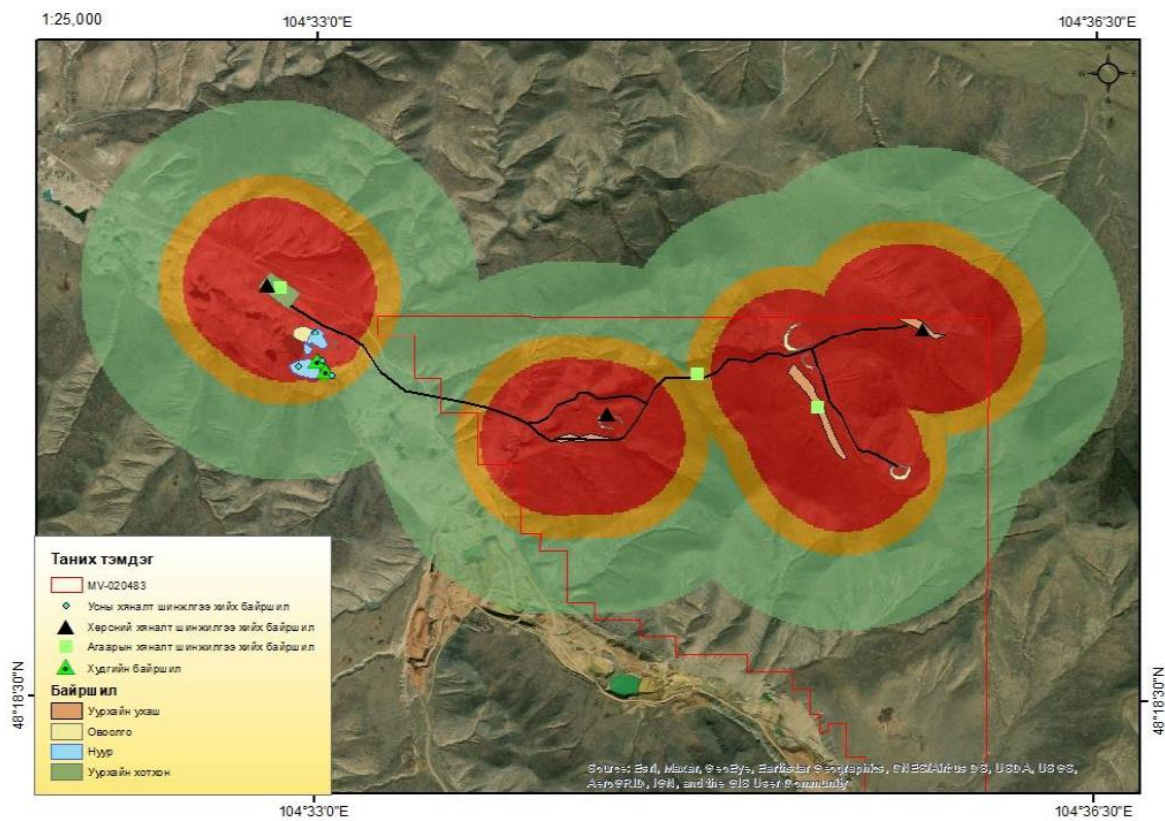 1:25,000
104°33'0"E
104°36'30"E
W
E
48°18'30"N
48°18'30"N
Таних тэмдэг
MV-020483
Усны хяналт шинжлгээ хийх байршил
Хөрсний хяналт шинжилгээ хийх байршил
Агаарын хяналт шинжилгээ хийх байршил
Худгийн байршил
Байршил
Уурхайн ухаш
Овоолго
Нуур
Уурхайн хотхон
Source: Esri, Maxar, GeoEye, Earthstar Geographics, CNES/Airbus DS, USDA, USGS,
AeroGRID, IGN, and the GIS User Community
104°33'0"E
104°36'30"E